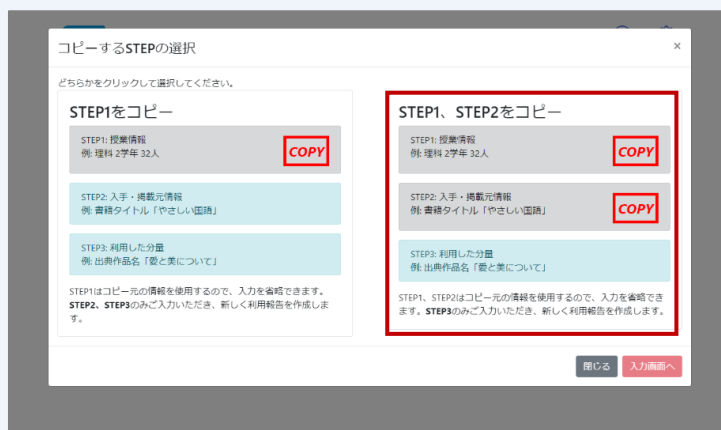 コピーするSTEPの選択
×
どちらかをクリックして選択してください。
STEP1をコピー
STEP1: 授業情報
例: 理科 2学年 32人
COPY
STEP2: 入手・掲載元情報
例: 書籍タイトル「やさしい国語」
STEP3: 利用した分量
例: 出典作品名「愛と美について」
STEP1はコピー元の情報を使用するので、入力を省略できます。
STEP2、STEP3のみご入力いただき、新しく利用報告を作成しま
す。
STEP1、STEP2をコピー
STEP1: 授業情報
例: 理科 2学年 32人
COPY
STEP2: 入手・掲載元情報
例: 書籍タイトル「やさしい国語」
COPY
STEP3: 利用した分量
例: 出典作品名「愛と美について」
STEP1、STEP2はコピー元の情報を使用するので、入力を省略でき
ます。STEP3のみご入力いただき、新しく利用報告を作成します。
閉じる
入力画面へ